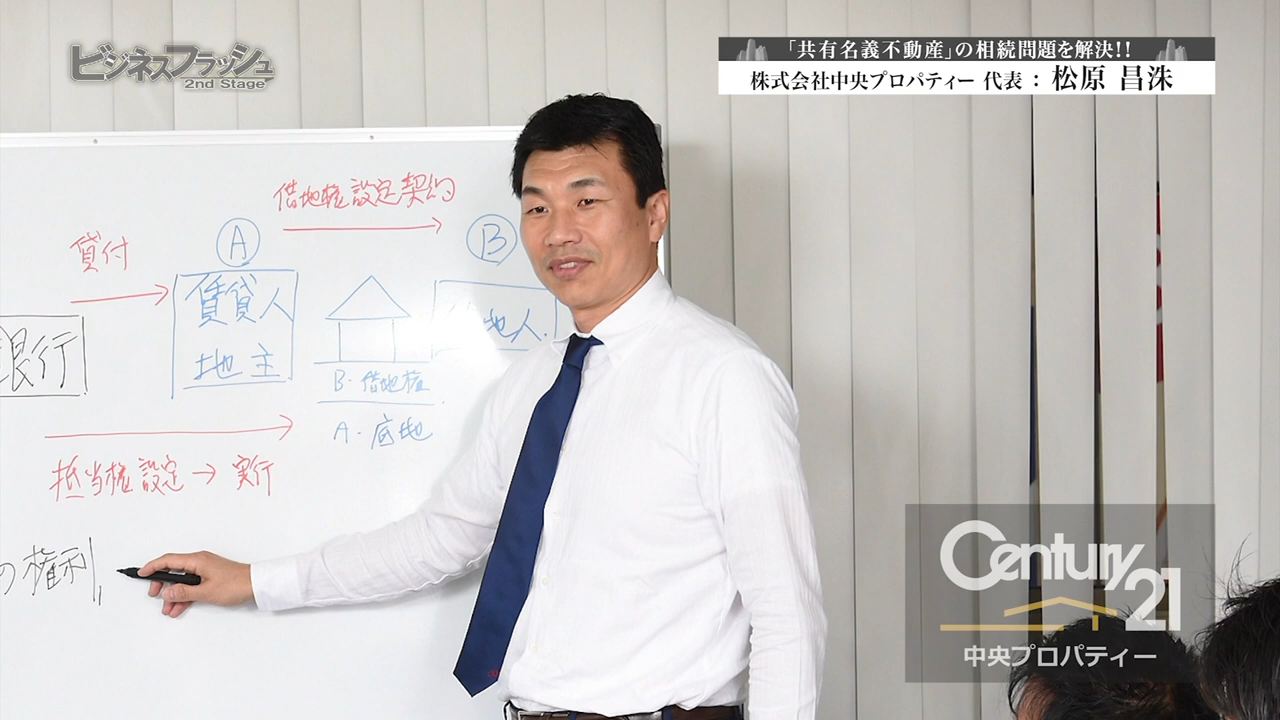 ビジネスフラッシュ
2nd Stage
「共有名義不動産」の相続問題を解決!!
株式会社中央プロパティー 代表 : 松原 昌洙
借地権設定契約
貸付
A
B
賃貸人
地主
地人.
銀行
B・借地権
A・底地
抵当権設定→実行
の権利,
Century 21
中央プロパティー